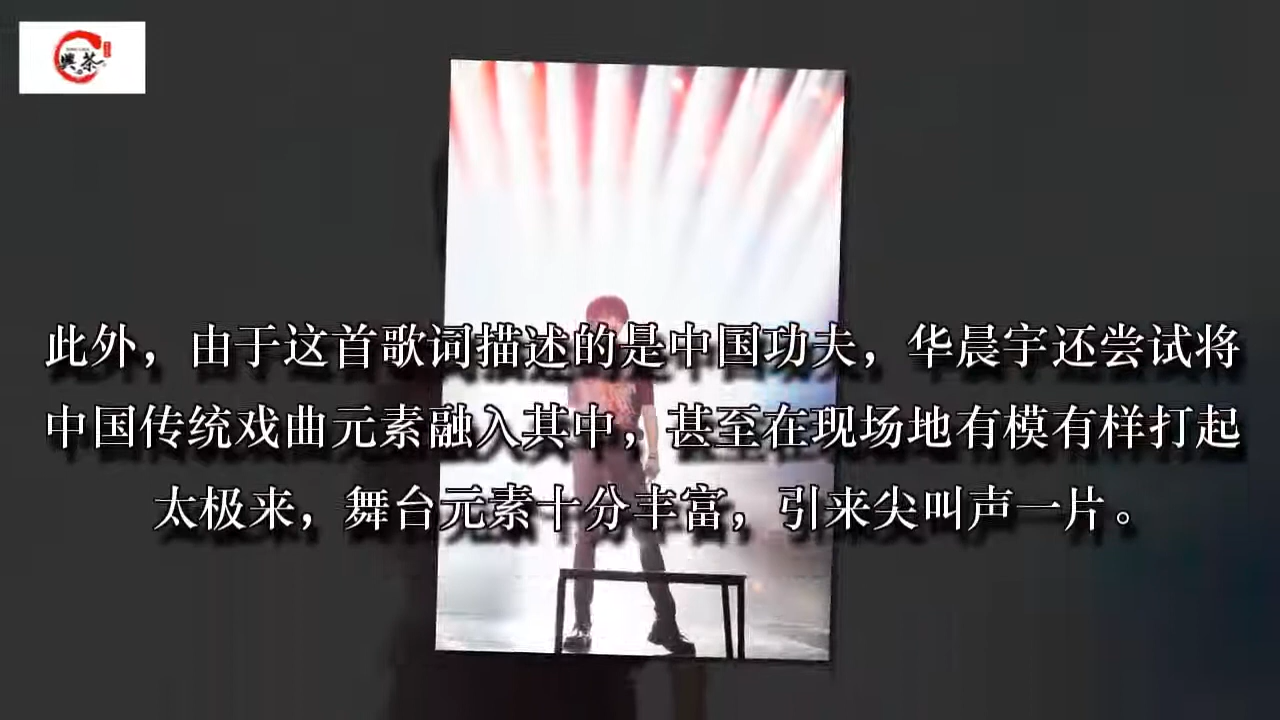 興茶
此外，由于这首歌词描述的是中国功夫，华晨宇还尝试将
中国传统戏曲元素融入其中，甚至在现场地有模有样打起
太极来，舞台元素十分丰富，引来尖叫声一片。